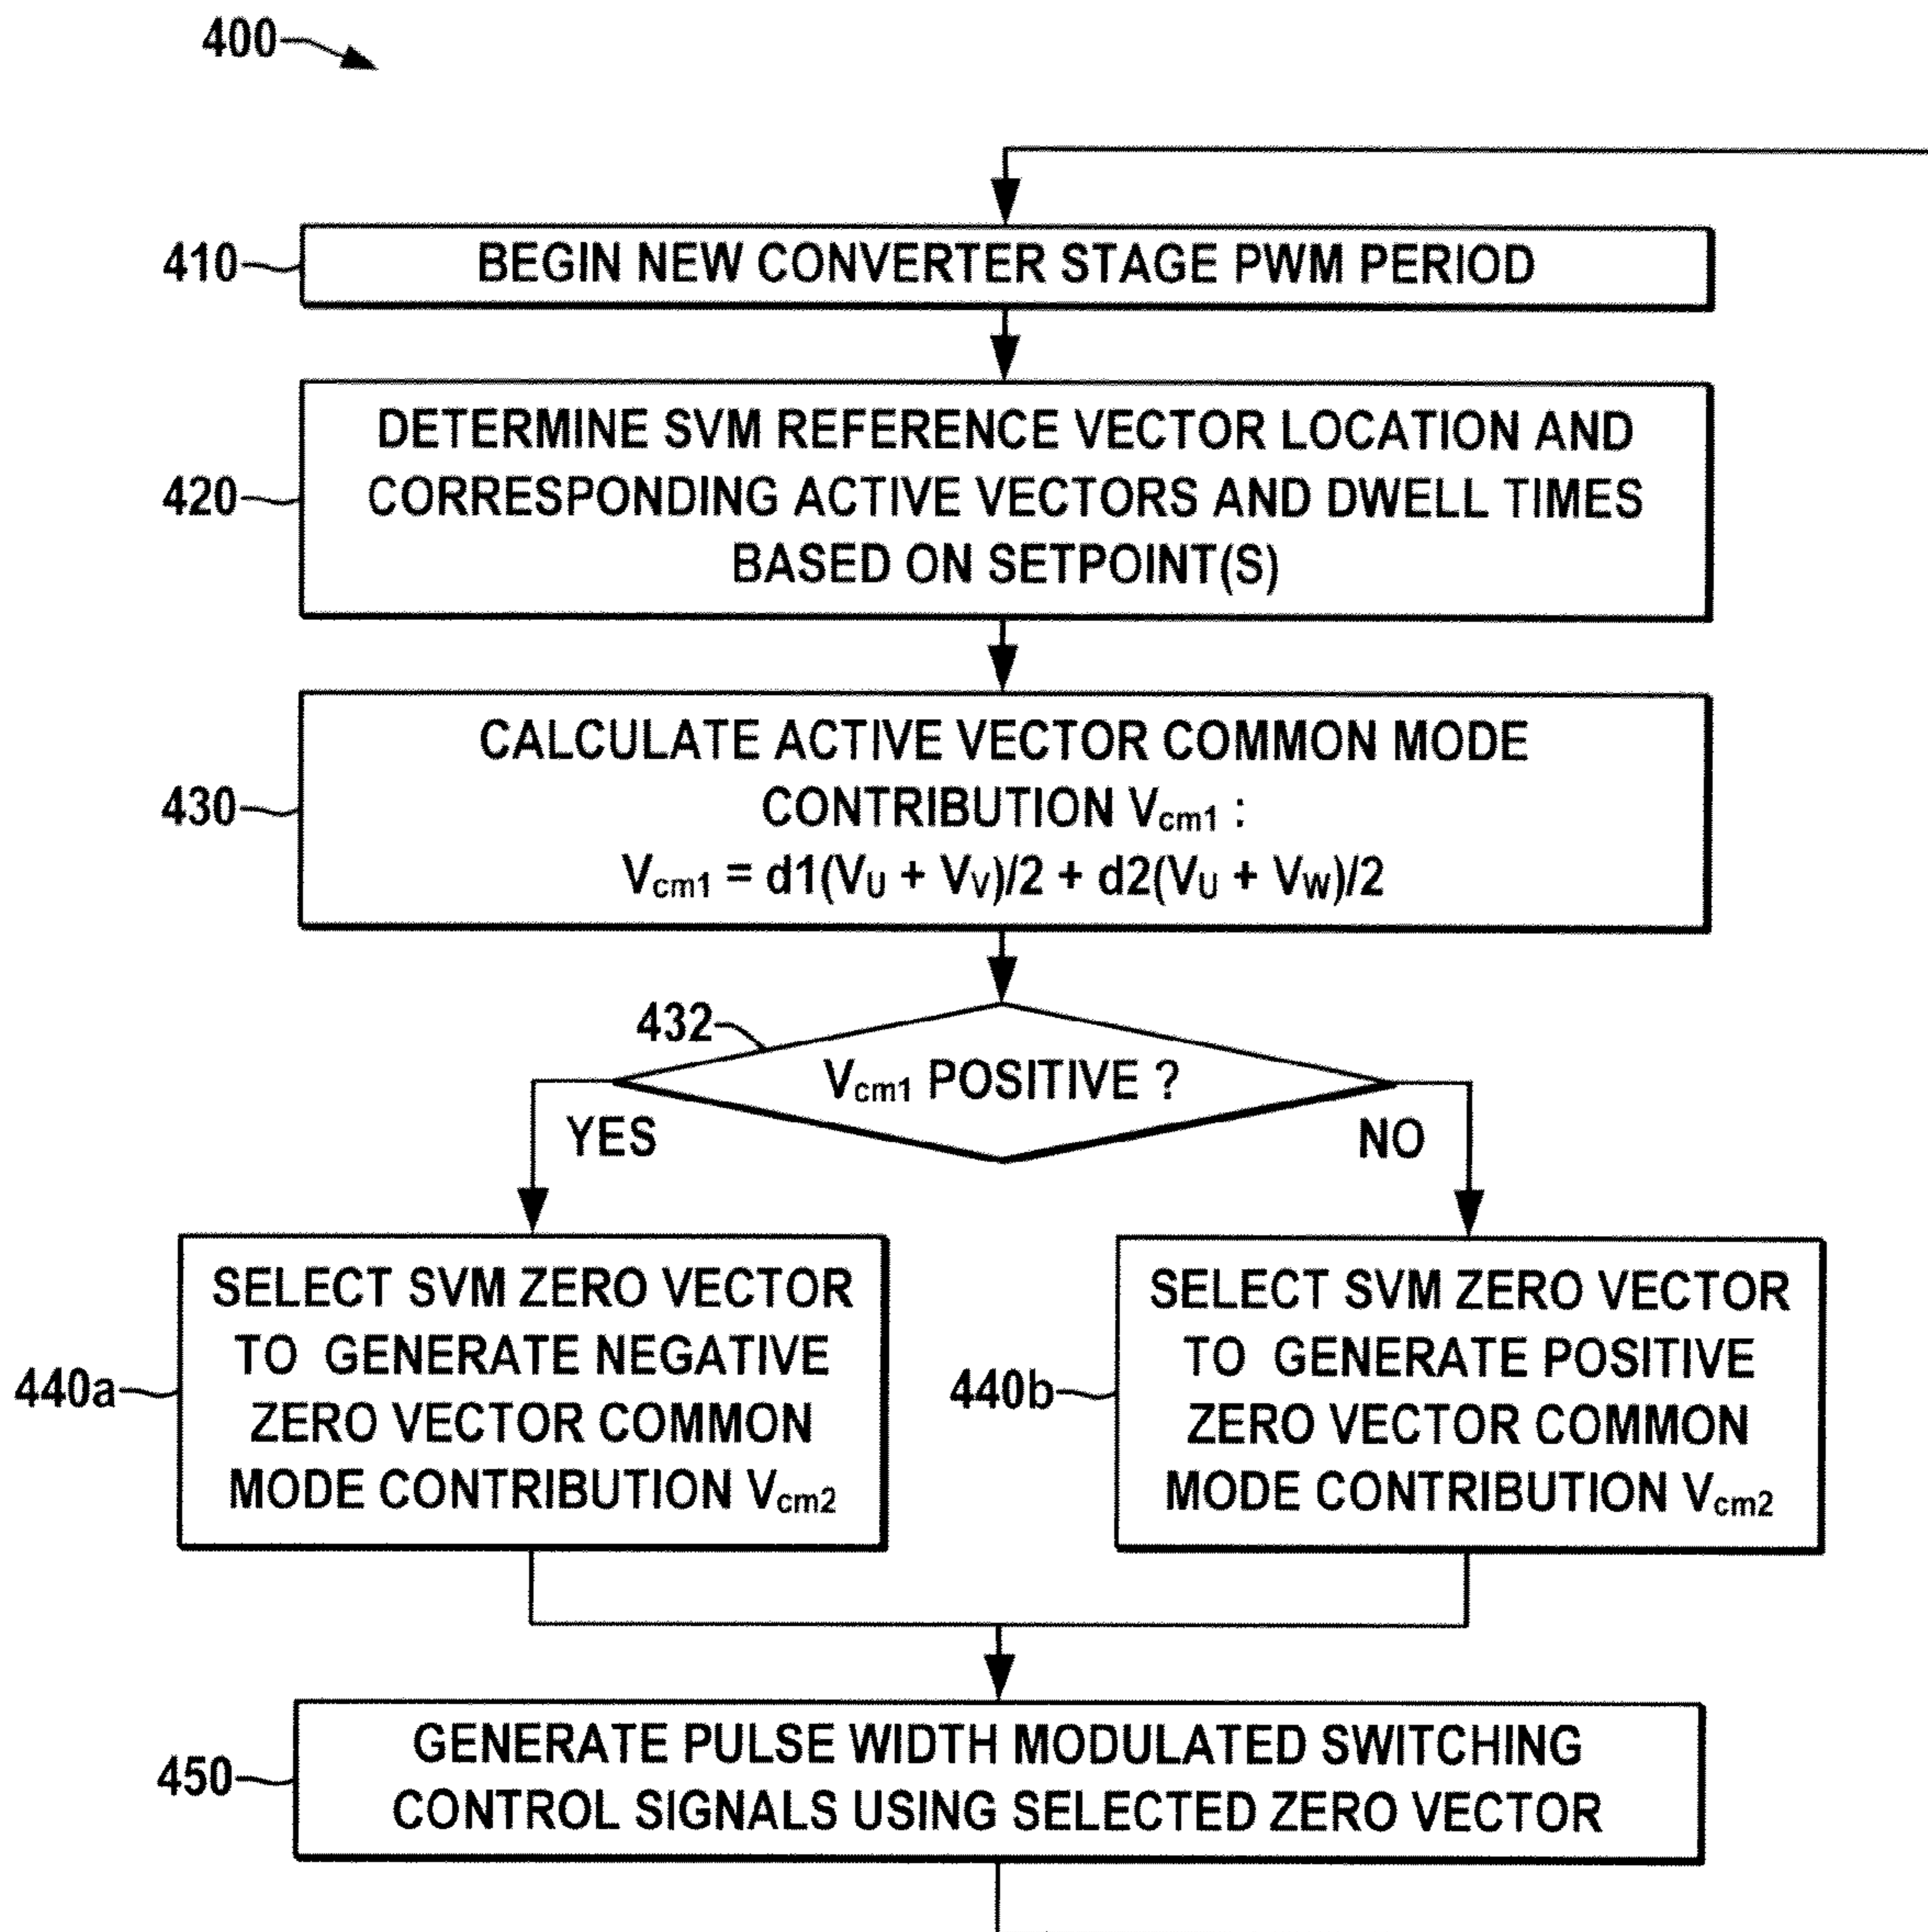 400
410
BEGIN NEW CONVERTER STAGE PWM PERIOD
420
DETERMINE SVM REFERENCE VECTOR LOCATION AND
CORRESPONDING ACTIVE VECTORS AND DWELL TIMES
BASED ON SETPOINT(S)
430
CALCULATE ACTIVE VECTOR COMMON MODE
CONTRIBUTION Vcm1 :
Vcm1 = d1(VU + VV)/2 + d2(VU + VW)/2
432
Vcm1 POSITIVE ?
YES
NO
440a
SELECT SVM ZERO VECTOR
TO GENERATE NEGATIVE
ZERO VECTOR COMMON
MODE CONTRIBUTION Vcm2
440b
SELECT SVM ZERO VECTOR
TO GENERATE POSITIVE
ZERO VECTOR COMMON
MODE CONTRIBUTION Vcm2
450
GENERATE PULSE WIDTH MODULATED SWITCHING
CONTROL SIGNALS USING SELECTED ZERO VECTOR